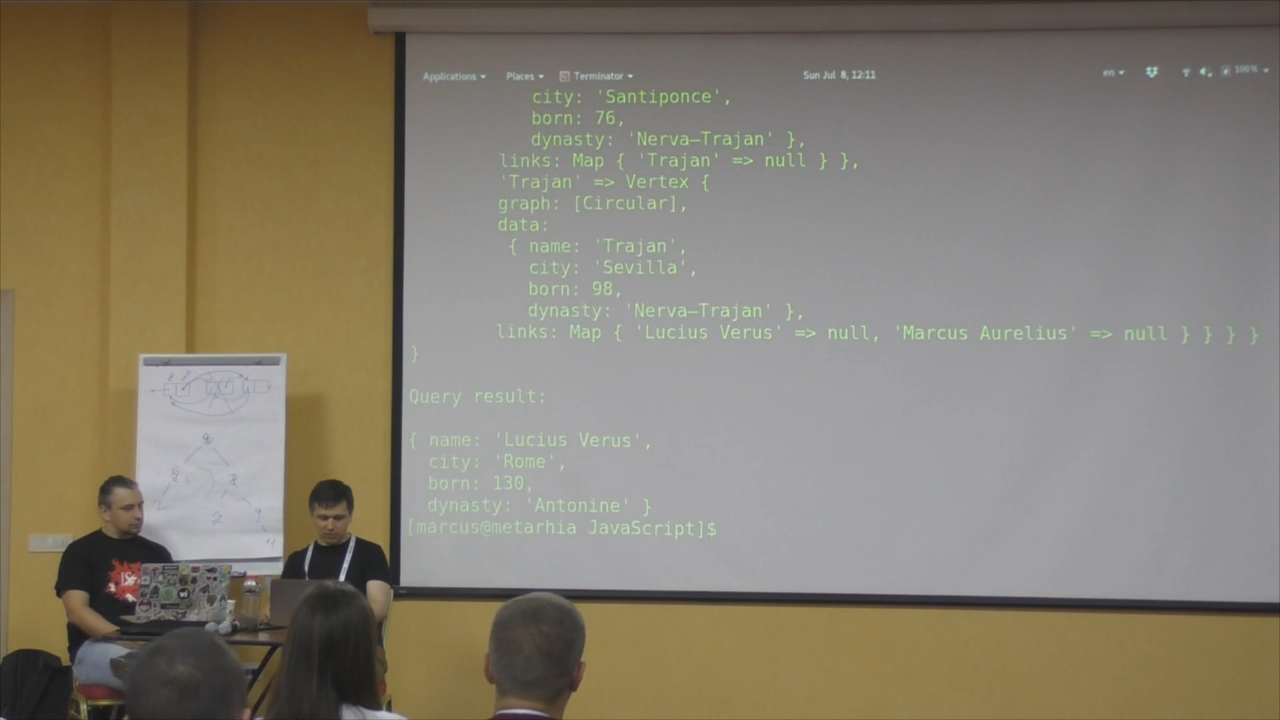 Applications Places Terminator Sun Jul 8, 12:11 en 100%
city: 'Santiponce',
born: 76,
dynasty: 'Nerva–Trajan' },
links: Map { 'Trajan' => null } },
'Trajan' => Vertex {
graph: [Circular],
data:
{ name: 'Trajan',
city: 'Sevilla',
born: 98,
dynasty: 'Nerva–Trajan' },
links: Map { 'Lucius Verus' => null, 'Marcus Aurelius' => null } } } }
}
Query result:
{ name: 'Lucius Verus',
city: 'Rome',
born: 130,
dynasty: 'Antonine' }
[marcus@metarhia JavaScript]$